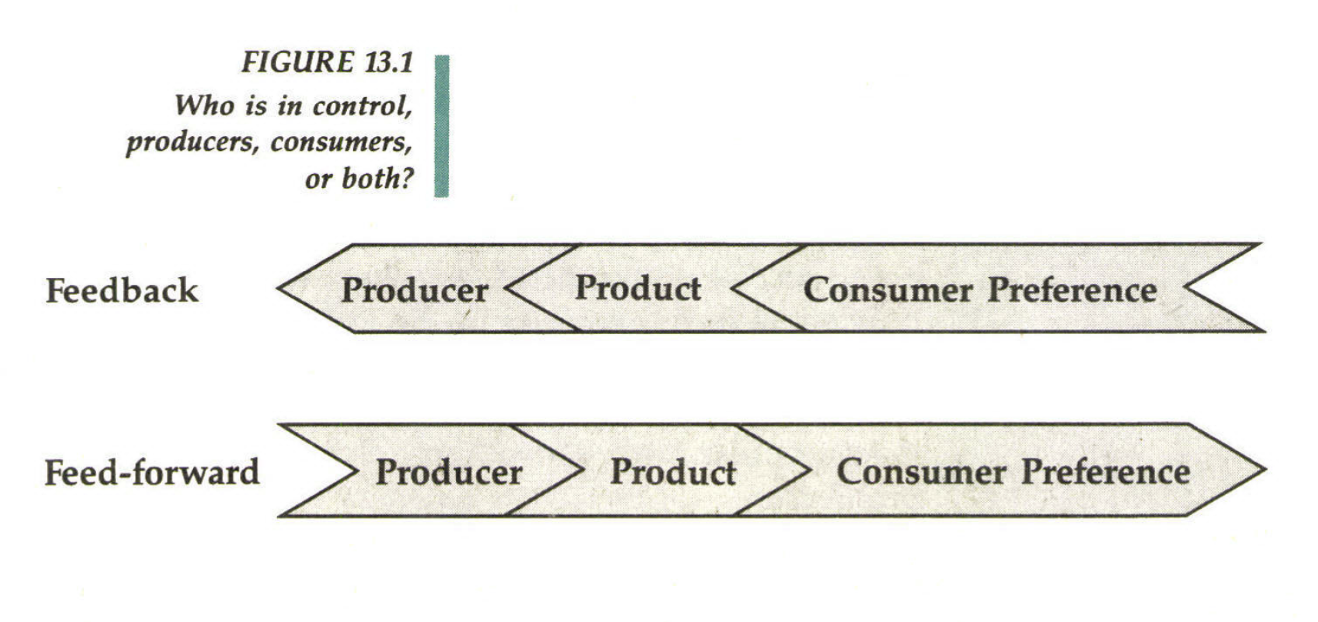 FIGURE 13.1
Who is in control,
producers, consumers,
or both?
Feedback Producer Product Consumer Preference
Feed-forward Producer Product Consumer Preference